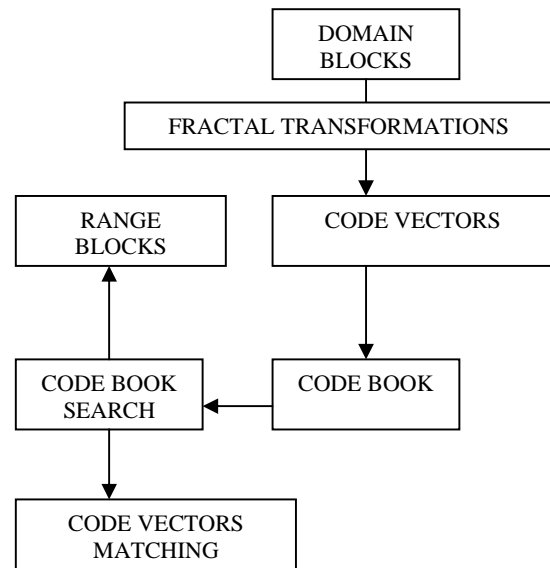 DOMAIN
BLOCKS
FRACTAL TRANSFORMATIONS
RANGE
BLOCKS
CODE VECTORS
CODE BOOK
SEARCH
CODE BOOK
CODE VECTORS
MATCHING